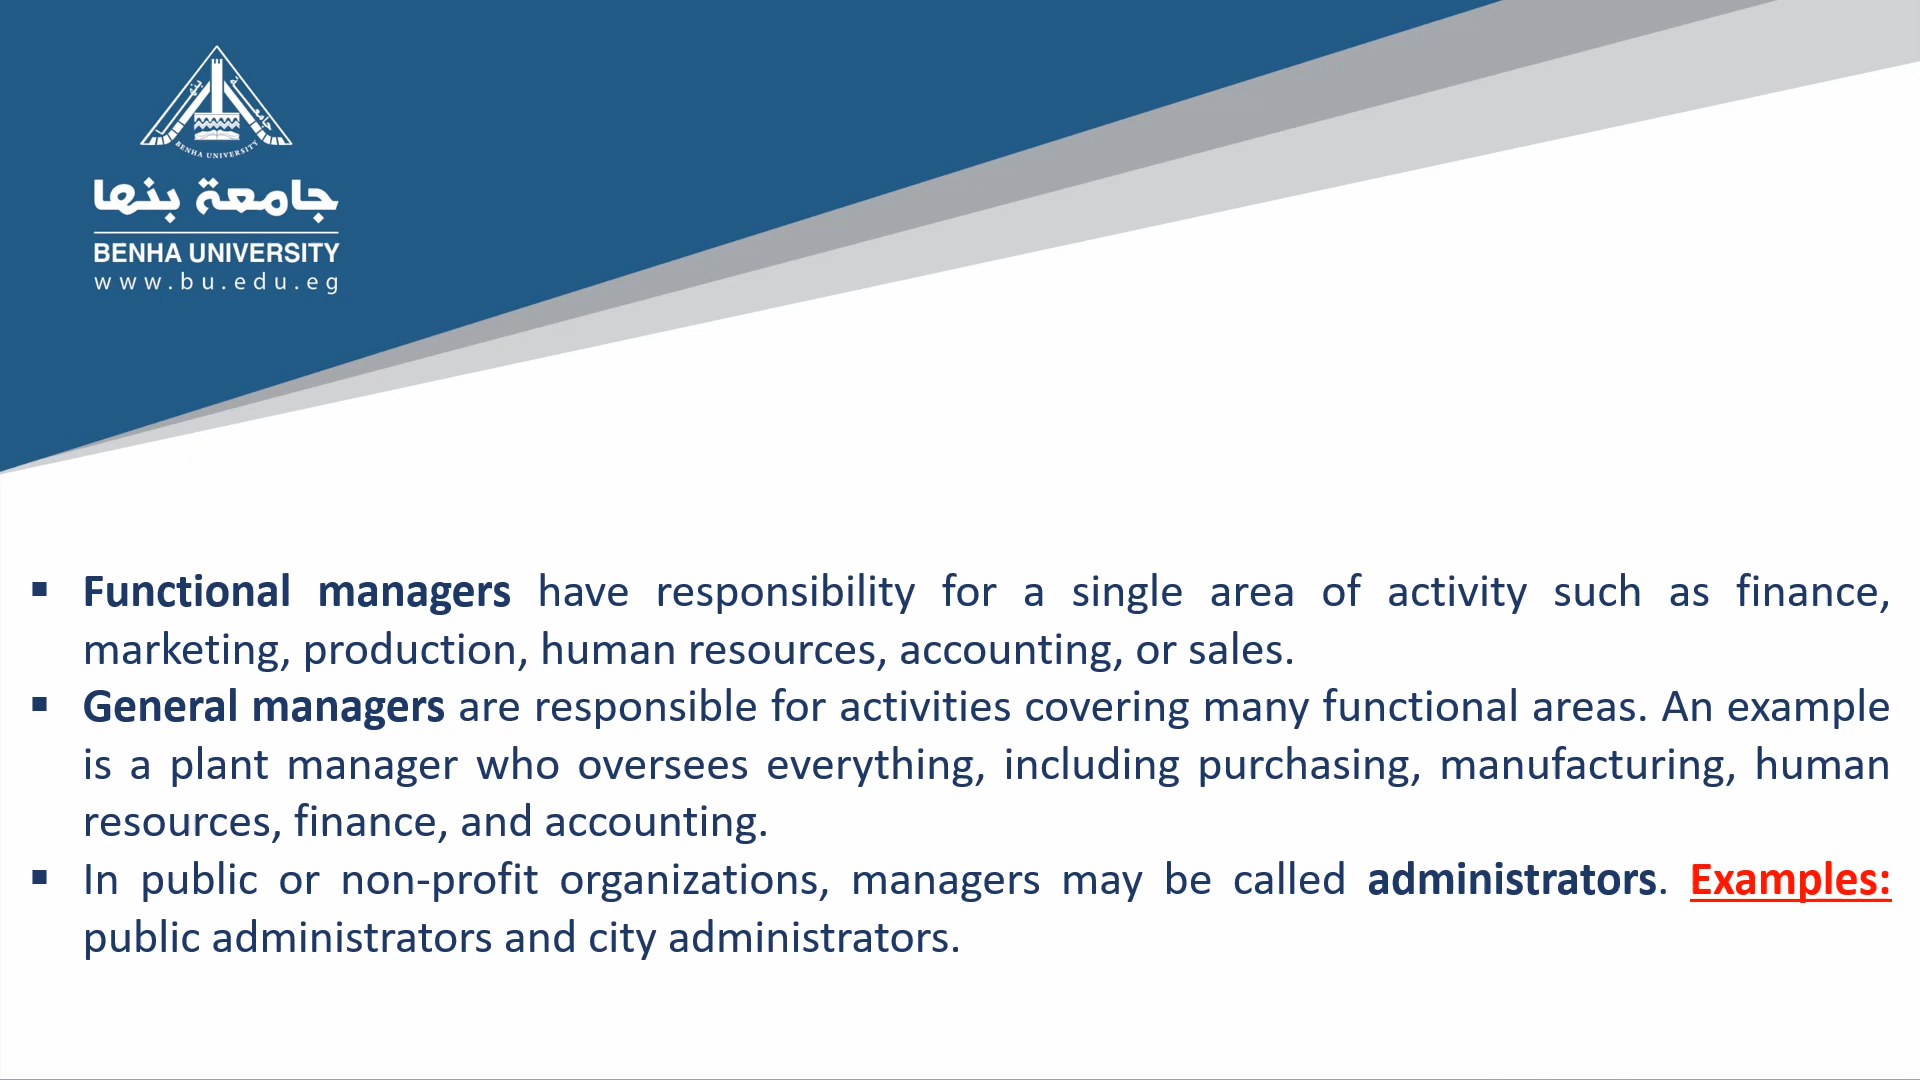 BENHA UNIVERSITY
جامعة بنها
BENHA UNIVERSITY
www.bu.edu.eg
▪ Functional managers have responsibility for a single area of activity such as finance,
marketing, production, human resources, accounting, or sales.
▪ General managers are responsible for activities covering many functional areas. An example
is a plant manager who oversees everything, including purchasing, manufacturing, human
resources, finance, and accounting.
▪ In public or non-profit organizations, managers may be called administrators. Examples:
public administrators and city administrators.